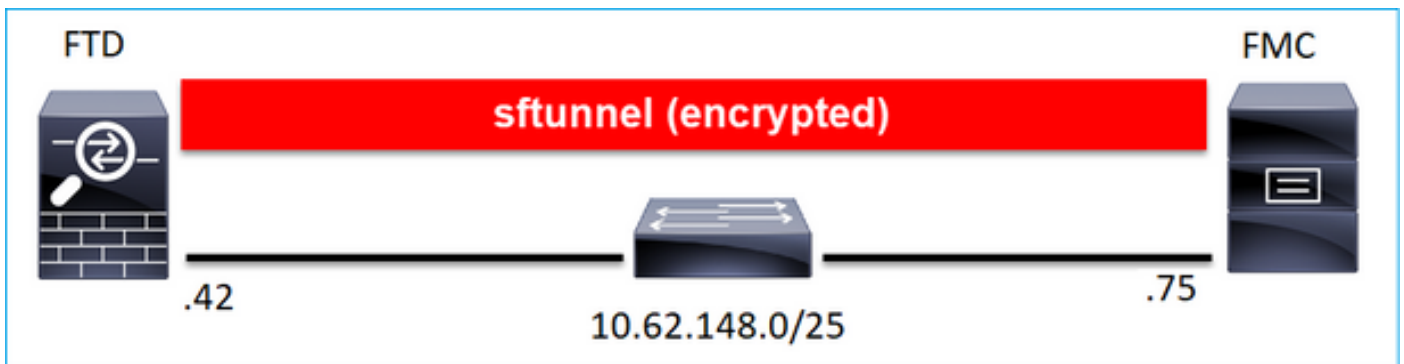 FTD
FMC
sftunnel (encrypted)
.42
.75
10.62.148.0/25